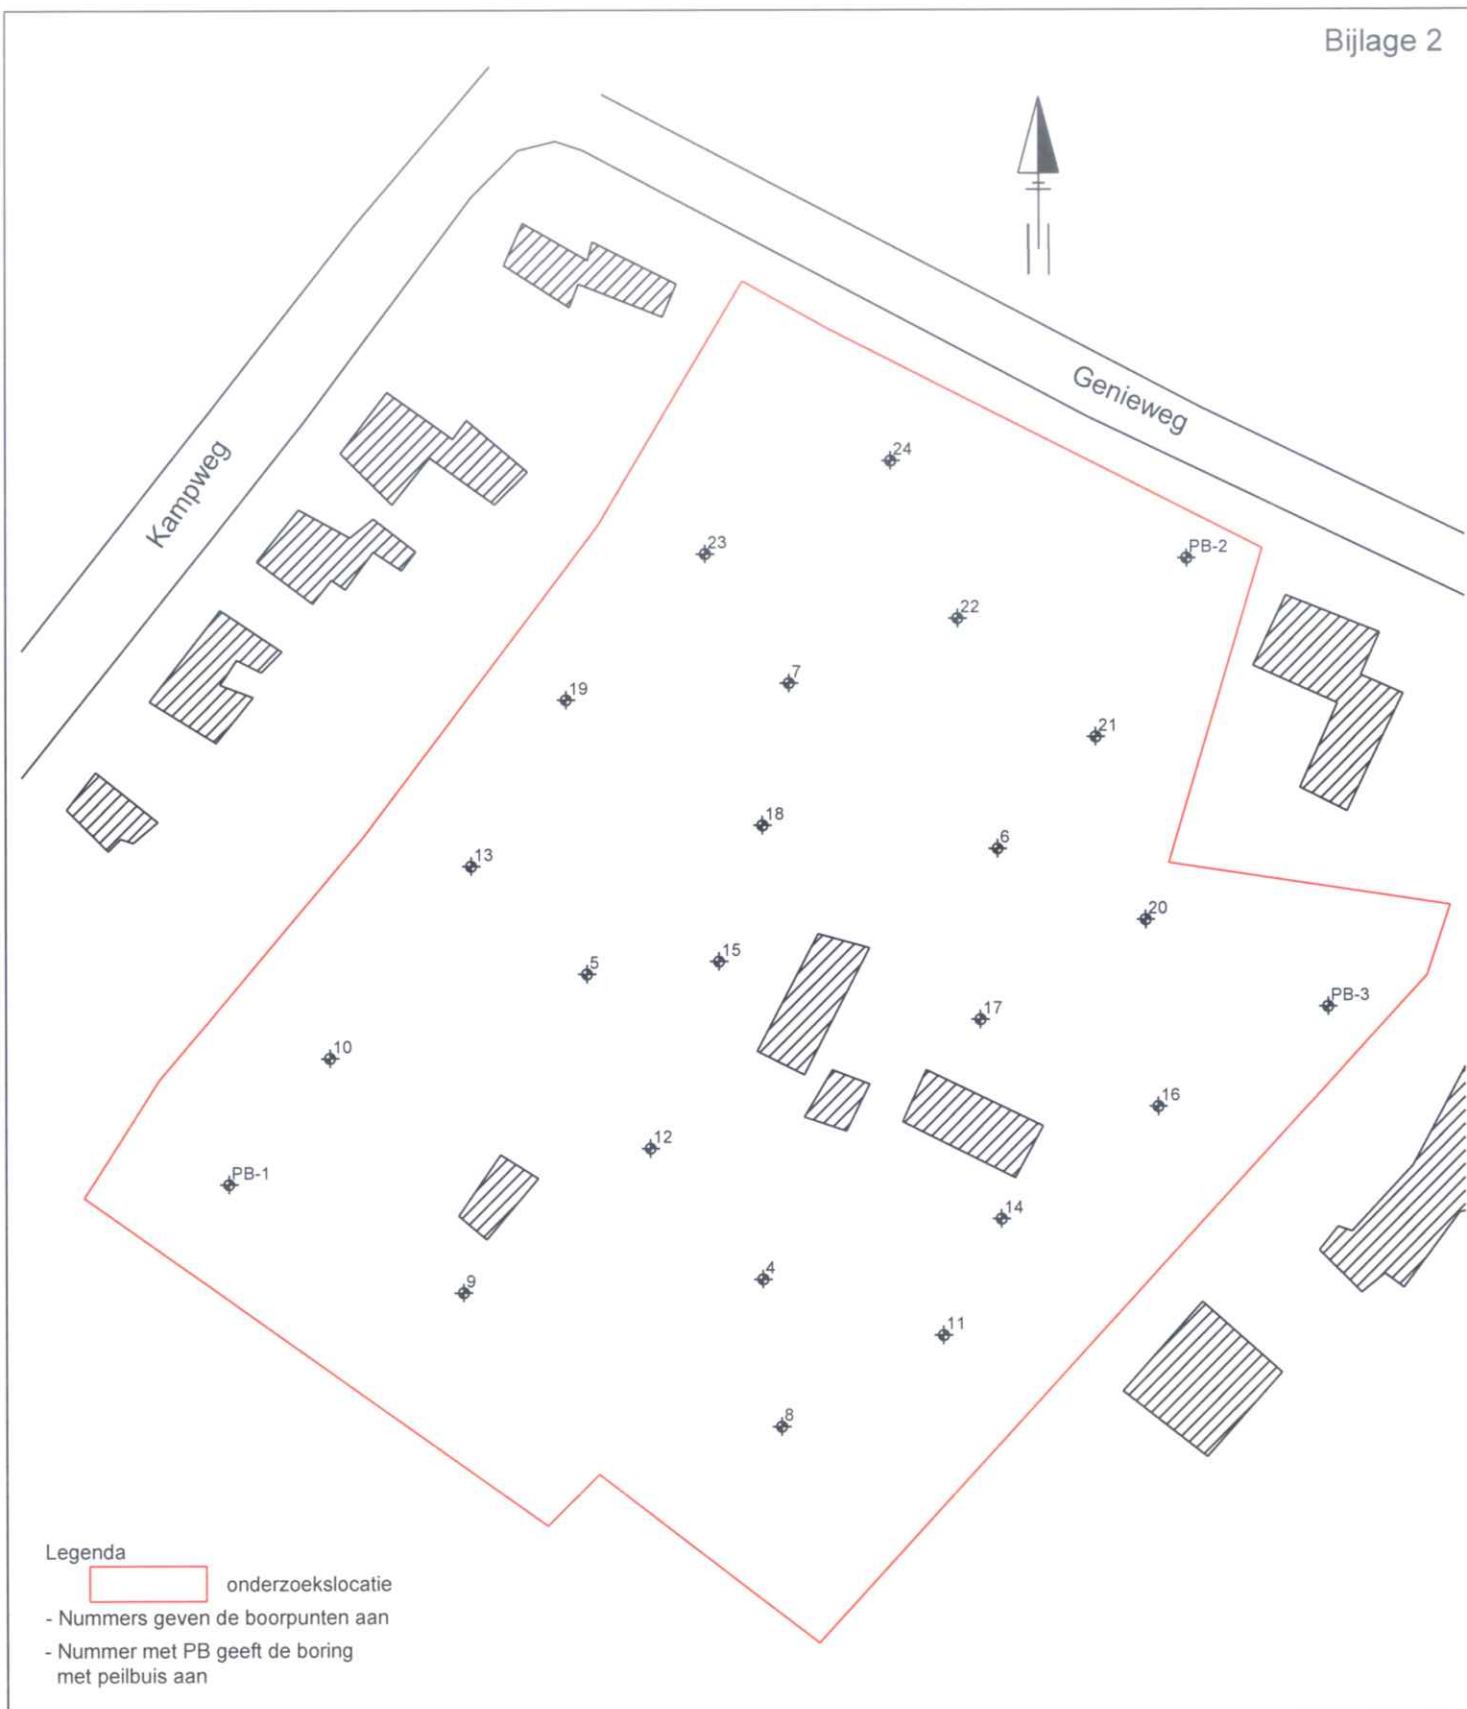 Bijlage 2
Genieweg
Kampweg
24
23
PB-2
22
7
19
21
18
6
13
20
15
5
PB-3
17
10
16
12
PB-1
14
4
9
11
8
Legenda
onderzoekslocatie
- Nummers geven de boorpunten aan
- Nummer met PB geeft de boring
met peilbuis aan